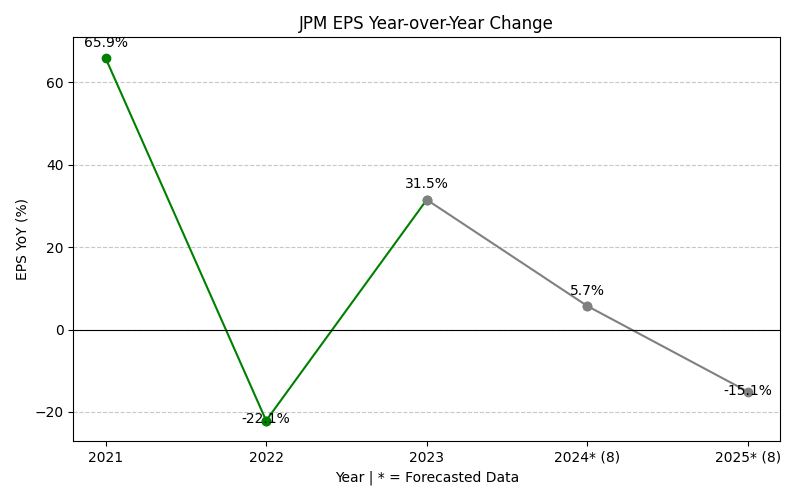 JPM EPS Year-over-Year Change
65.9%
60
40
31.5%
20
5.7%
0
-15.1%
-22.1%
−20
EPS YoY (%)
2021 2022 2023 2024* (8) 2025* (8)
Year | * = Forecasted Data